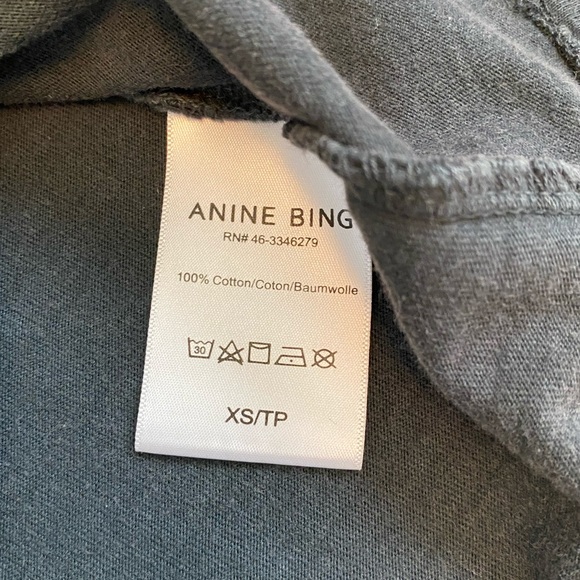 ANINE BING
RN# 46-3346279
100% Cotton/Coton/Baumwolle
30
XS/TP